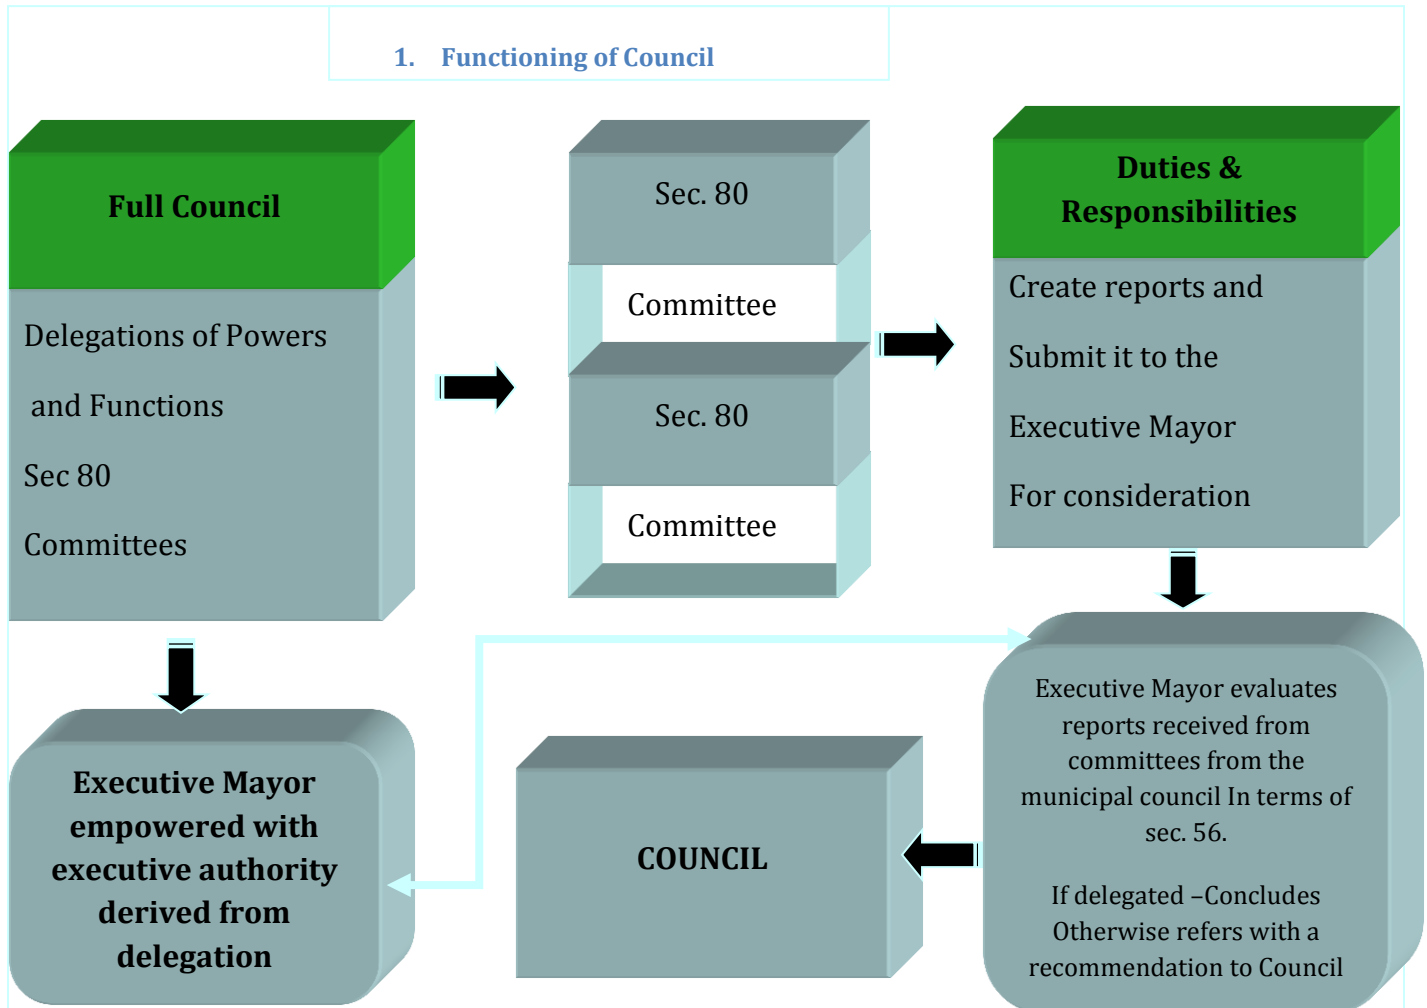 1. Functioning of Council
Full Council
Delegations of Powers
and Functions
Sec 80
Committees
Sec. 80
Committee
Sec. 80
Committee
Duties &
Responsibilities
Create reports and
Submit it to the
Executive Mayor
For consideration
Executive Mayor
empowered with
executive authority
derived from
delegation
COUNCIL
Executive Mayor evaluates
reports received from
committees from the
municipal council In terms of
sec. 56.
If delegated –Concludes
Otherwise refers with a
recommendation to Council